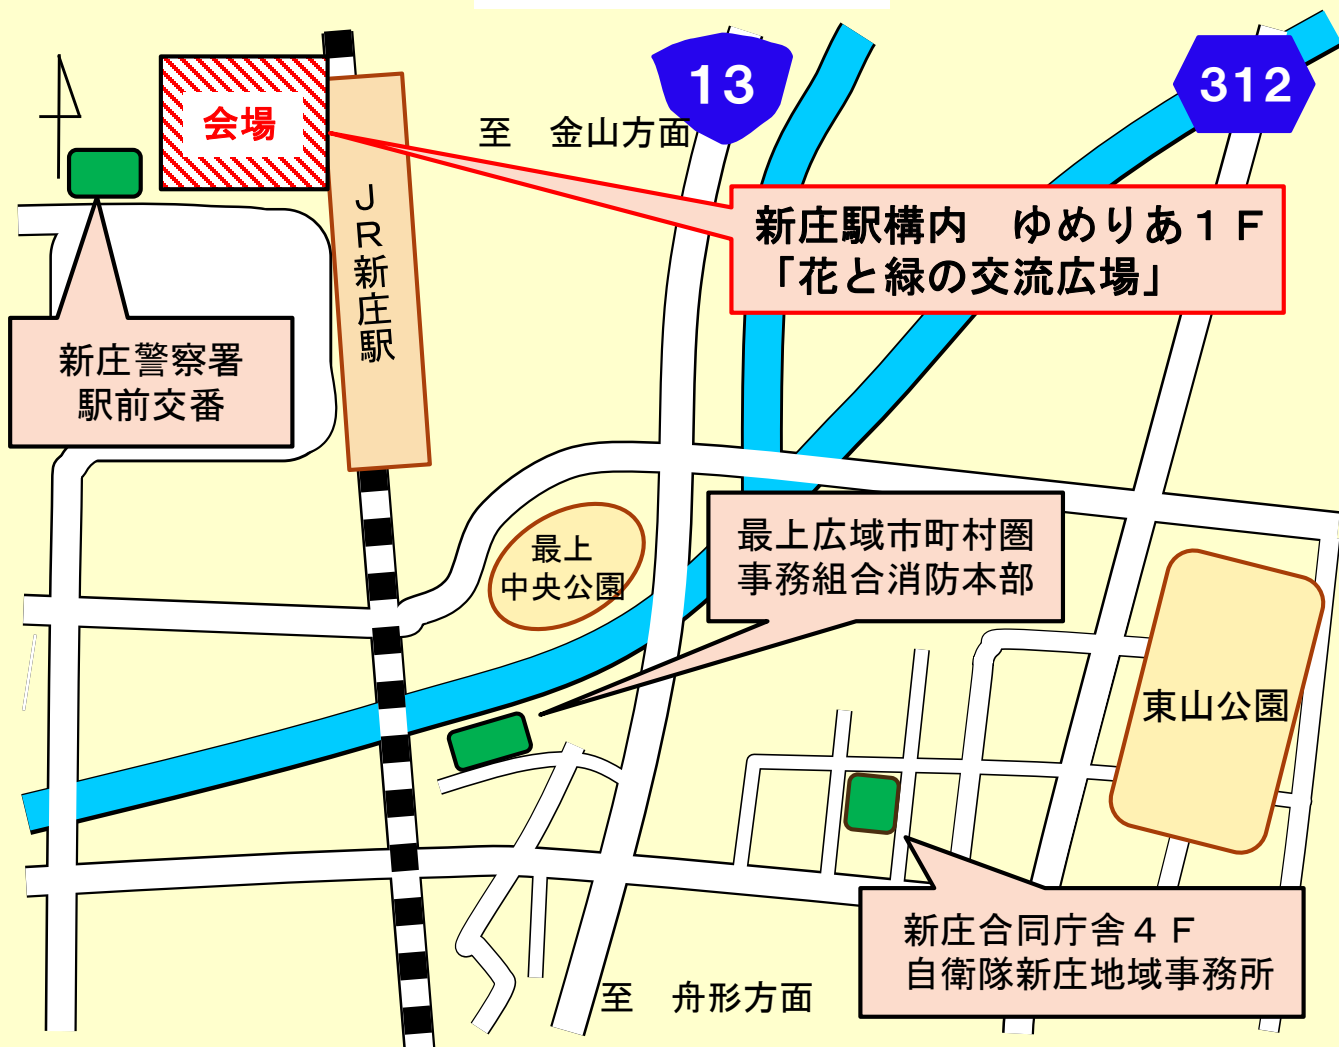 13
312
会場
至　金山方面
JR新庄駅
新庄駅構内　ゆめりあ１Ｆ
「花と緑の交流広場」
新庄警察署
駅前交番
最上
中央公園
最上広域市町村圏
事務組合消防本部
東山公園
新庄合同庁舎４Ｆ
自衛隊新庄地域事務所
至　舟形方面